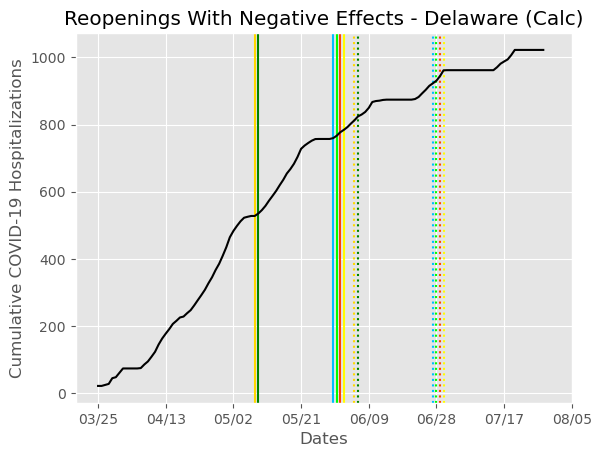 Reopenings With Negative Effects - Delaware (Calc)
Cumulative COVID-19 Hospitalizations
1000
800
600
400
200
0
03/25 04/13 05/02 05/21 06/09 06/28 07/17 08/05
Dates